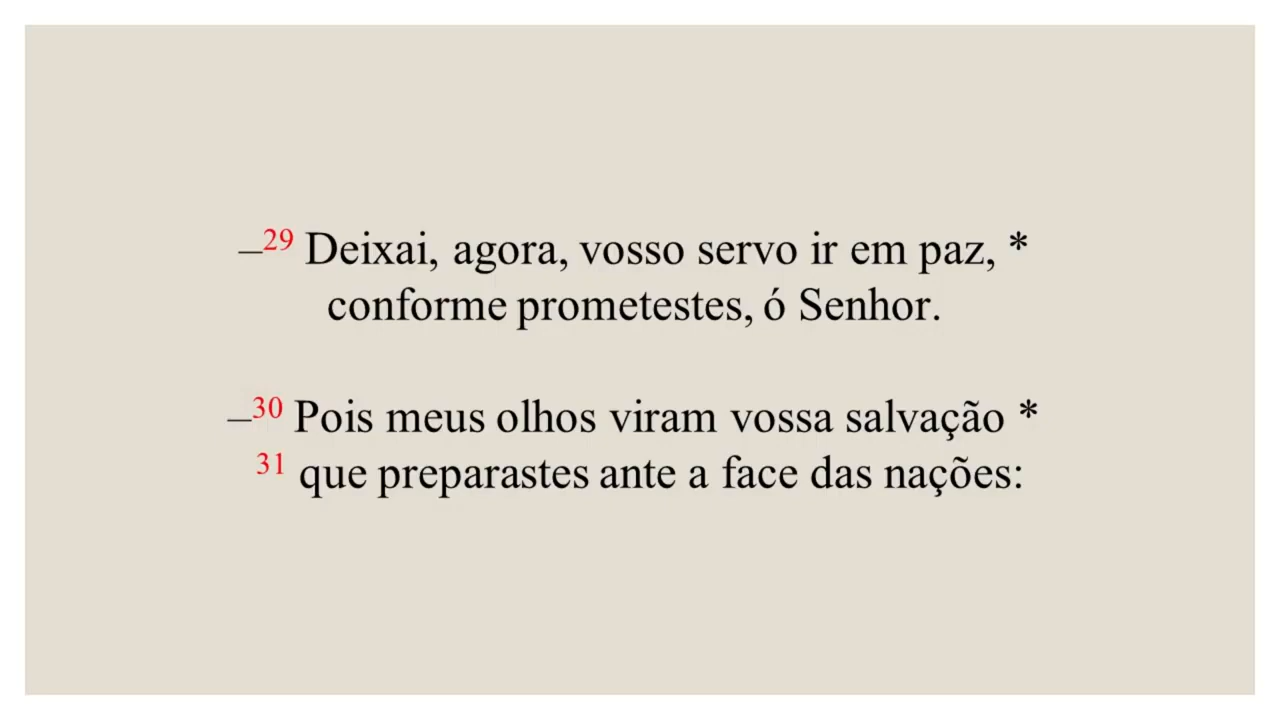 –29 Deixai, agora, vosso servo ir em paz, *
conforme prometestes, ó Senhor.
–30 Pois meus olhos viram vossa salvação *
31 que preparastes ante a face das nações: